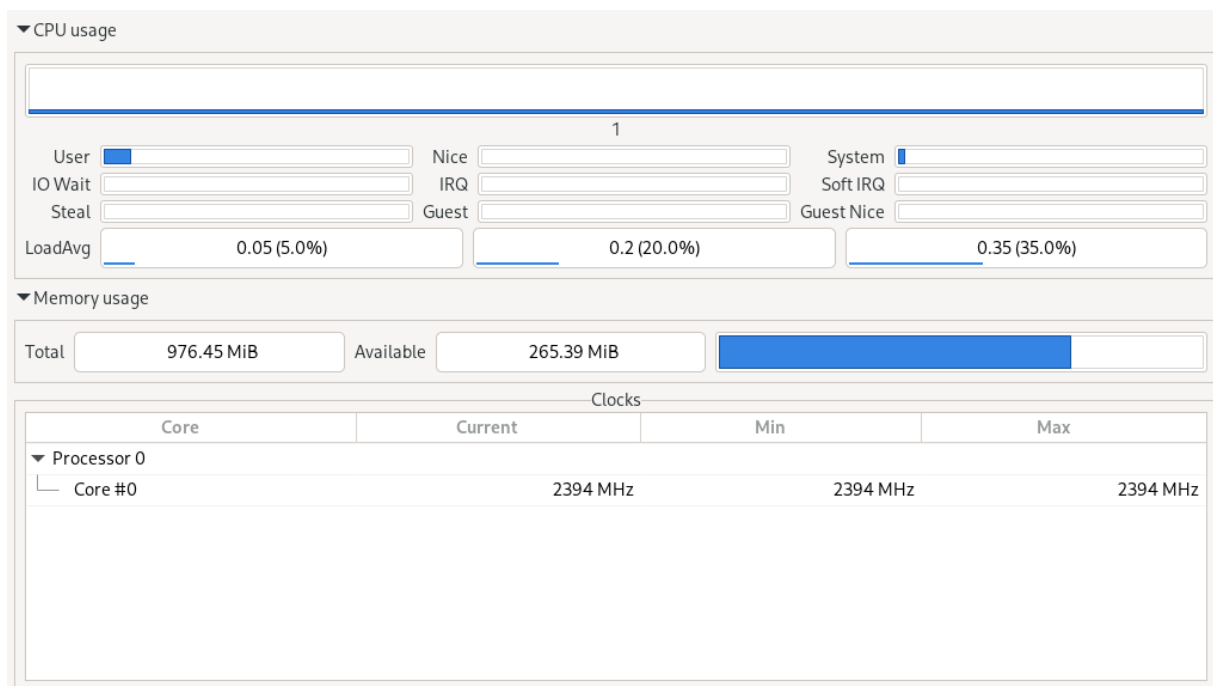 CPU usage
1
User Nice System
IO Wait IRQ Soft IRQ
Steal Guest Guest Nice
LoadAvg 0.05 (5.0%) 0.2 (20.0%) 0.35 (35.0%)
Memory usage
Total 976.45 MiB Available 265.39 MiB
Clocks
Core Current Min Max
Processor 0
Core #0 2394 MHz 2394 MHz 2394 MHz